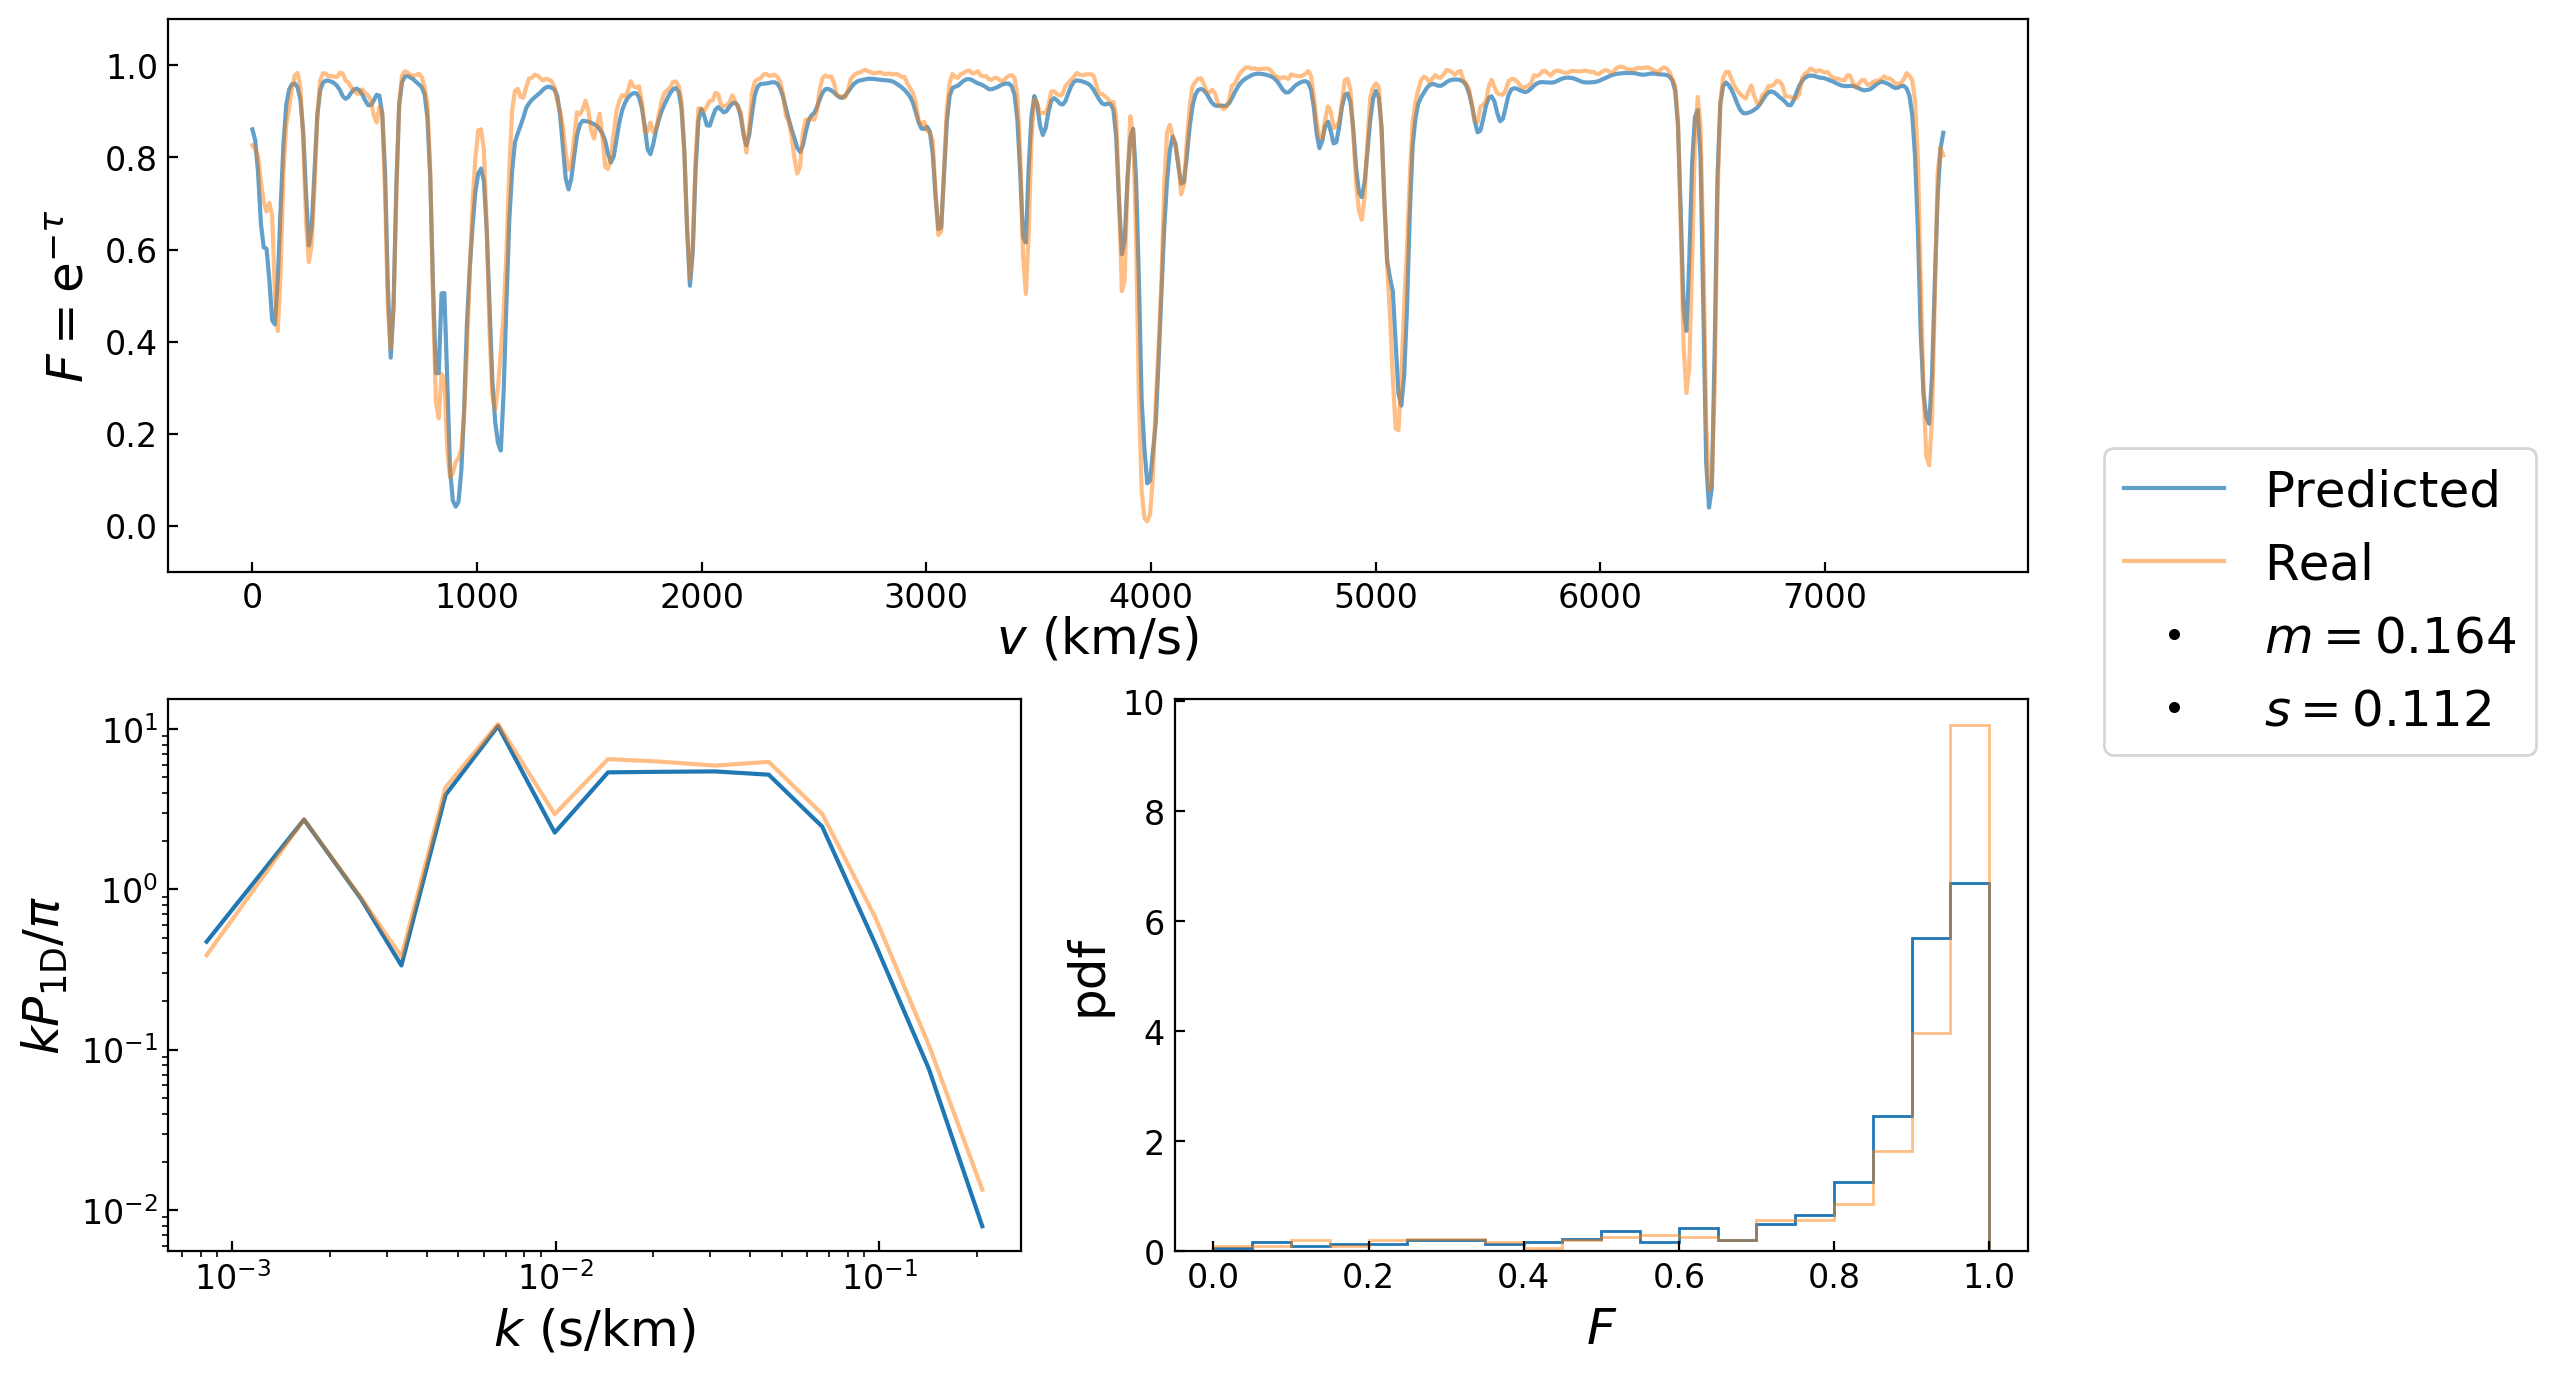 F = e^{-τ}
1.0
0.8
0.6
0.4
0.2
0.0
0 1000 2000 3000 4000 5000 6000 7000
v (km/s)
Predicted
Real
m = 0.164
s = 0.112
kP_{1D}/π
10^1
10^0
10^{-1}
10^{-2}
10^{-3} 10^{-2} 10^{-1}
k (s/km)
pdf
10
8
6
4
2
0
0.0 0.2 0.4 0.6 0.8 1.0
F